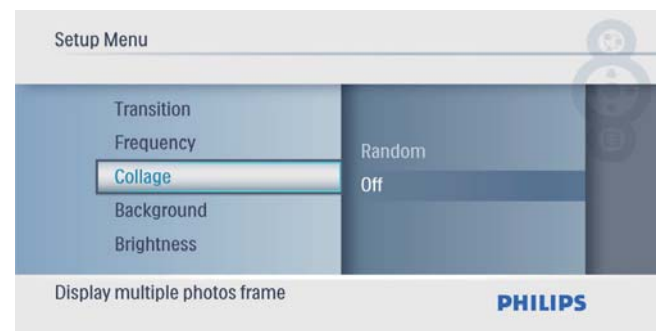 Setup Menu
Transition
Frequency
Collage
Background
Brightness
Random
Off
Display multiple photos frame
PHILIPS